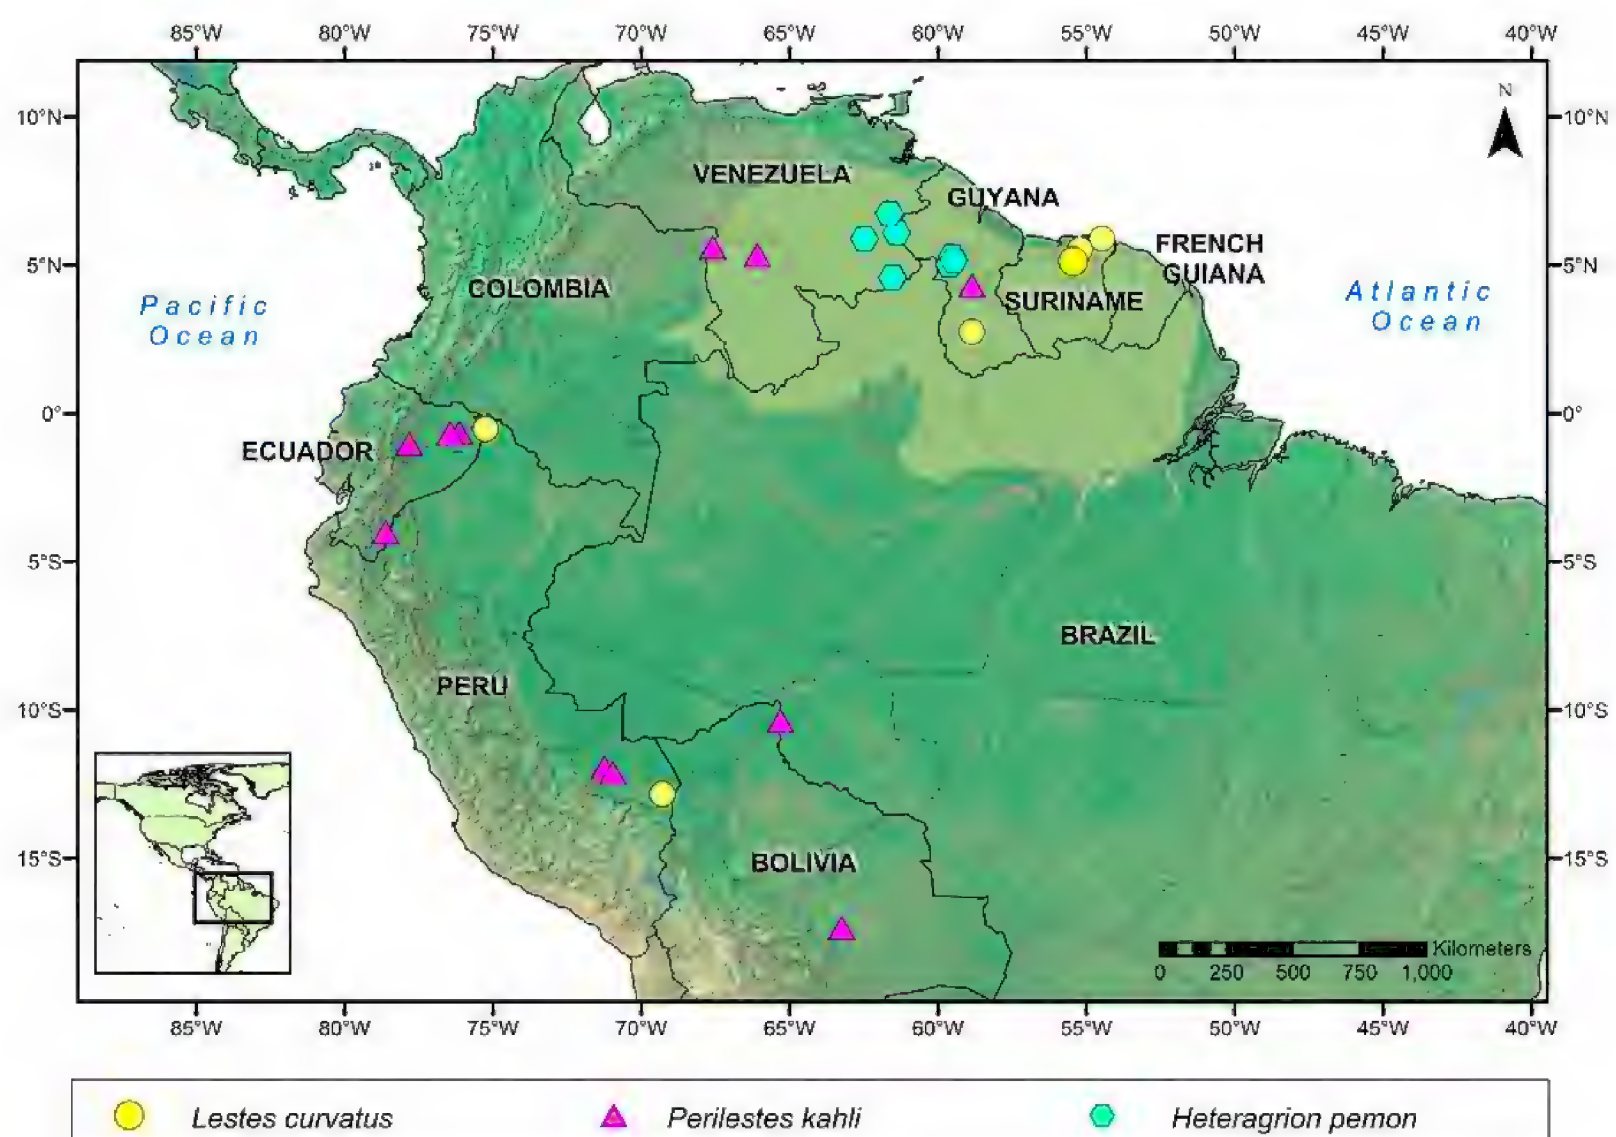 85°W 80°W 75°W 70°W 65°W 60°W 55°W 50°W 45°W 40°W
N
10°N 10°N
VENEZUELA
GUYANA
FRENCH
GUIANA
5°N 5°N
COLOMBIA
SURINAME
Pacific
Ocean
Atlantic
Ocean
0° 0°
ECUADOR
5°S 5°S
BRAZIL
PERU
10°S 10°S
15°S 15°S
BOLIVIA
Kilometers
0 250 500 750 1,000
85°W 80°W 75°W 70°W 65°W 60°W 55°W 50°W 45°W 40°W
Lestes curvatus Perilestes kahli Heteragrion pemon